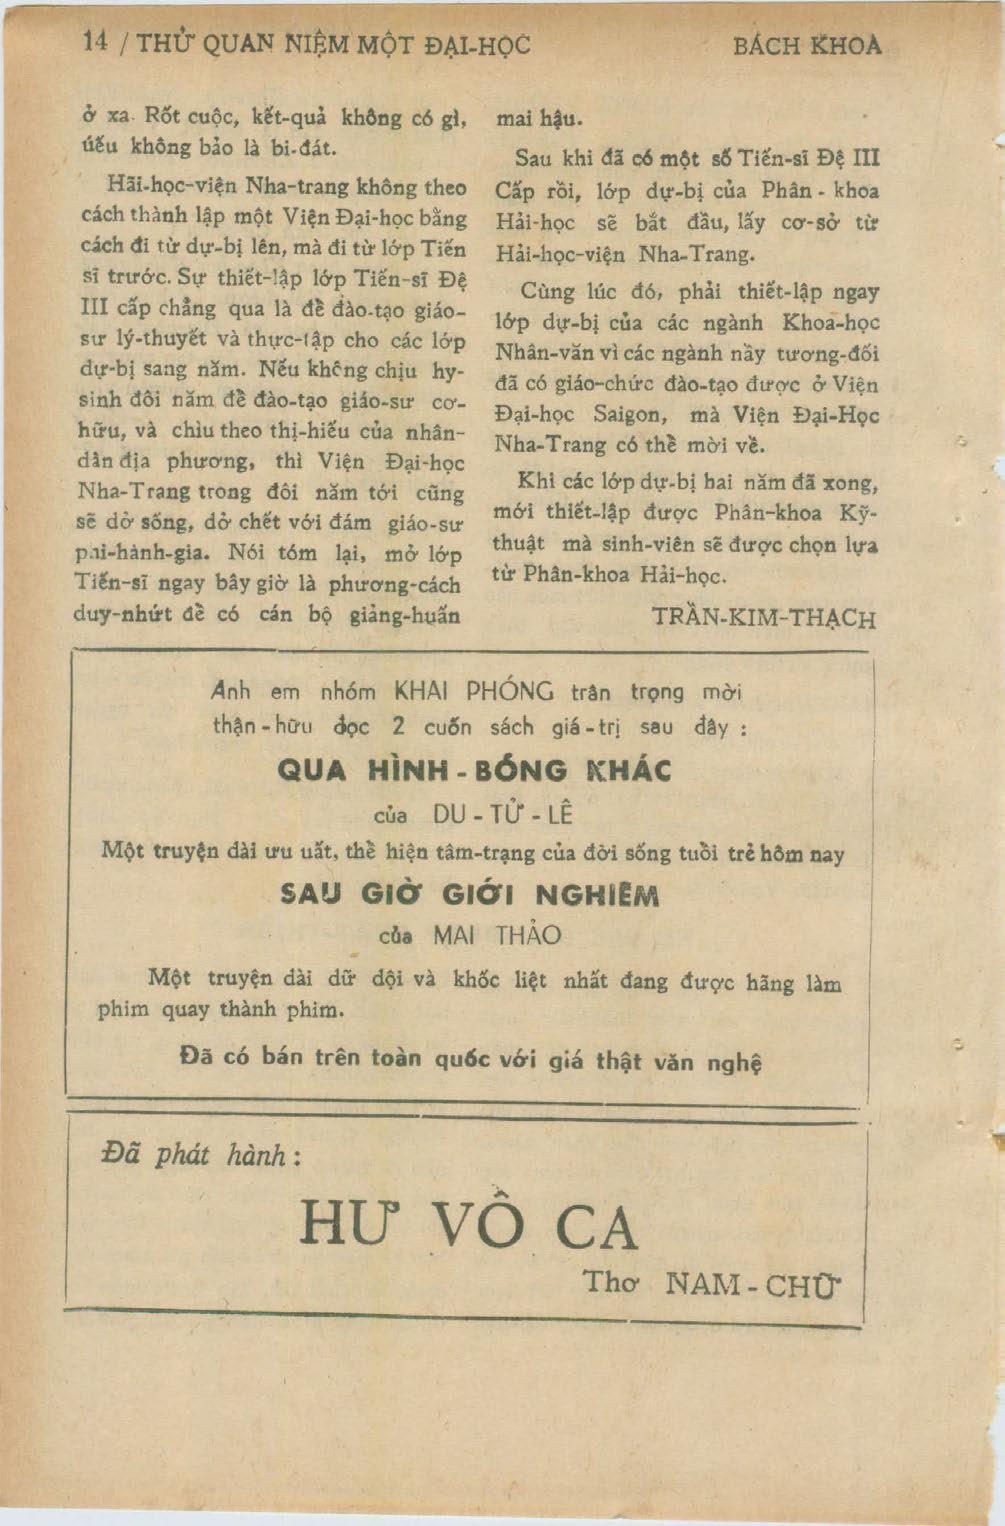 14 / THỬ QUAN NIỆM MỘT ĐẠI-HỌC
BÁCH KHOA
ở xa. Rốt cuộc, kết-quả không có gì,
nếu không bảo là bi-đát.
Hãi-học-viện Nha-trang không theo
cách thành lập một Viện Đại-học bằng
cách đi từ dự-bị lên, mà đi từ lớp Tiến
sĩ trước. Sự thiết-lập lớp Tiến-sĩ Đệ
III cấp chẳng qua là để đào-tạo giáo-
sư lý-thuyết và thực-tập cho các lớp
dự-bị sang năm. Nếu không chịu hy-
sinh đôi năm để đào-tạo giáo-sư cơ-
hữu, và chìu theo thị-hiếu của nhân-
dân địa phương, thì Viện Đại-học
Nha-Trang trong đôi năm tới cũng
sẽ dở sống, dở chết với đám giáo-sư
phi-hành-gia. Nói tóm lại, mở lớp
Tiến-sĩ ngay bây giờ là phương-cách
duy-nhứt để có cán bộ giảng-huấn
mai hậu.
Sau khi đã có một số Tiến-sĩ Đệ III
Cấp rồi, lớp dự-bị của Phân-khoa
Hải-học sẽ bắt đầu, lấy cơ-sở từ
Hải-học-viện Nha-Trang.
Cùng lúc đó, phải thiết-lập ngay
lớp dự-bị của các ngành Khoa-học
Nhân-văn vì các ngành nầy tương-đối
đã có giáo-chức đào-tạo được ở Viện
Đại-học Saigon, mà Viện Đại-Học
Nha-Trang có thể mời về.
Khi các lớp dự-bị hai năm đã xong,
mới thiết-lập được Phân-khoa Kỹ-
thuật mà sinh-viên sẽ được chọn lựa
từ Phân-khoa Hải-học.
TRẦN-KIM-THẠCH
Anh em nhóm KHAI PHÓNG trân trọng mời
thận-hữu đọc 2 cuốn sách giá-trị sau đây :
QUA HÌNH-BÓNG KHÁC
của DU-TỬ-LÊ
Một truyện dài ưu uất, thể hiện tâm-trạng của đời sống tuổi trẻ hôm nay
SAU GIỜ GIỚI NGHIÊM
của MAI THẢO
Một truyện dài dữ dội và khốc liệt nhất đang được hãng làm
phim quay thành phim.
Đã có bán trên toàn quốc với giá thật văn nghệ
Đã phát hành :
HƯ VÔ CA
Thơ NAM-CHỮ